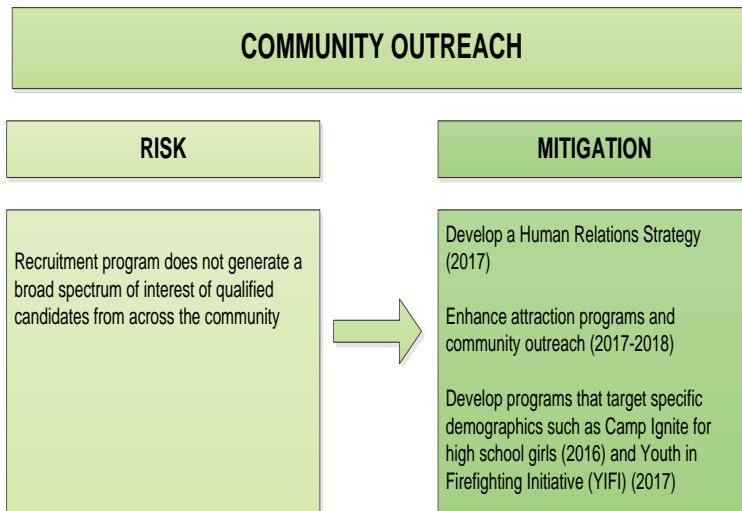 COMMUNITY OUTREACH
RISK
MITIGATION
Recruitment program does not generate a
broad spectrum of interest of qualified
candidates from across the community
Develop a Human Relations Strategy
(2017)
Enhance attraction programs and
community outreach (2017-2018)
Develop programs that target specific
demographics such as Camp Ignite for
high school girls (2016) and Youth in
Firefighting Initiative (YIFI) (2017)